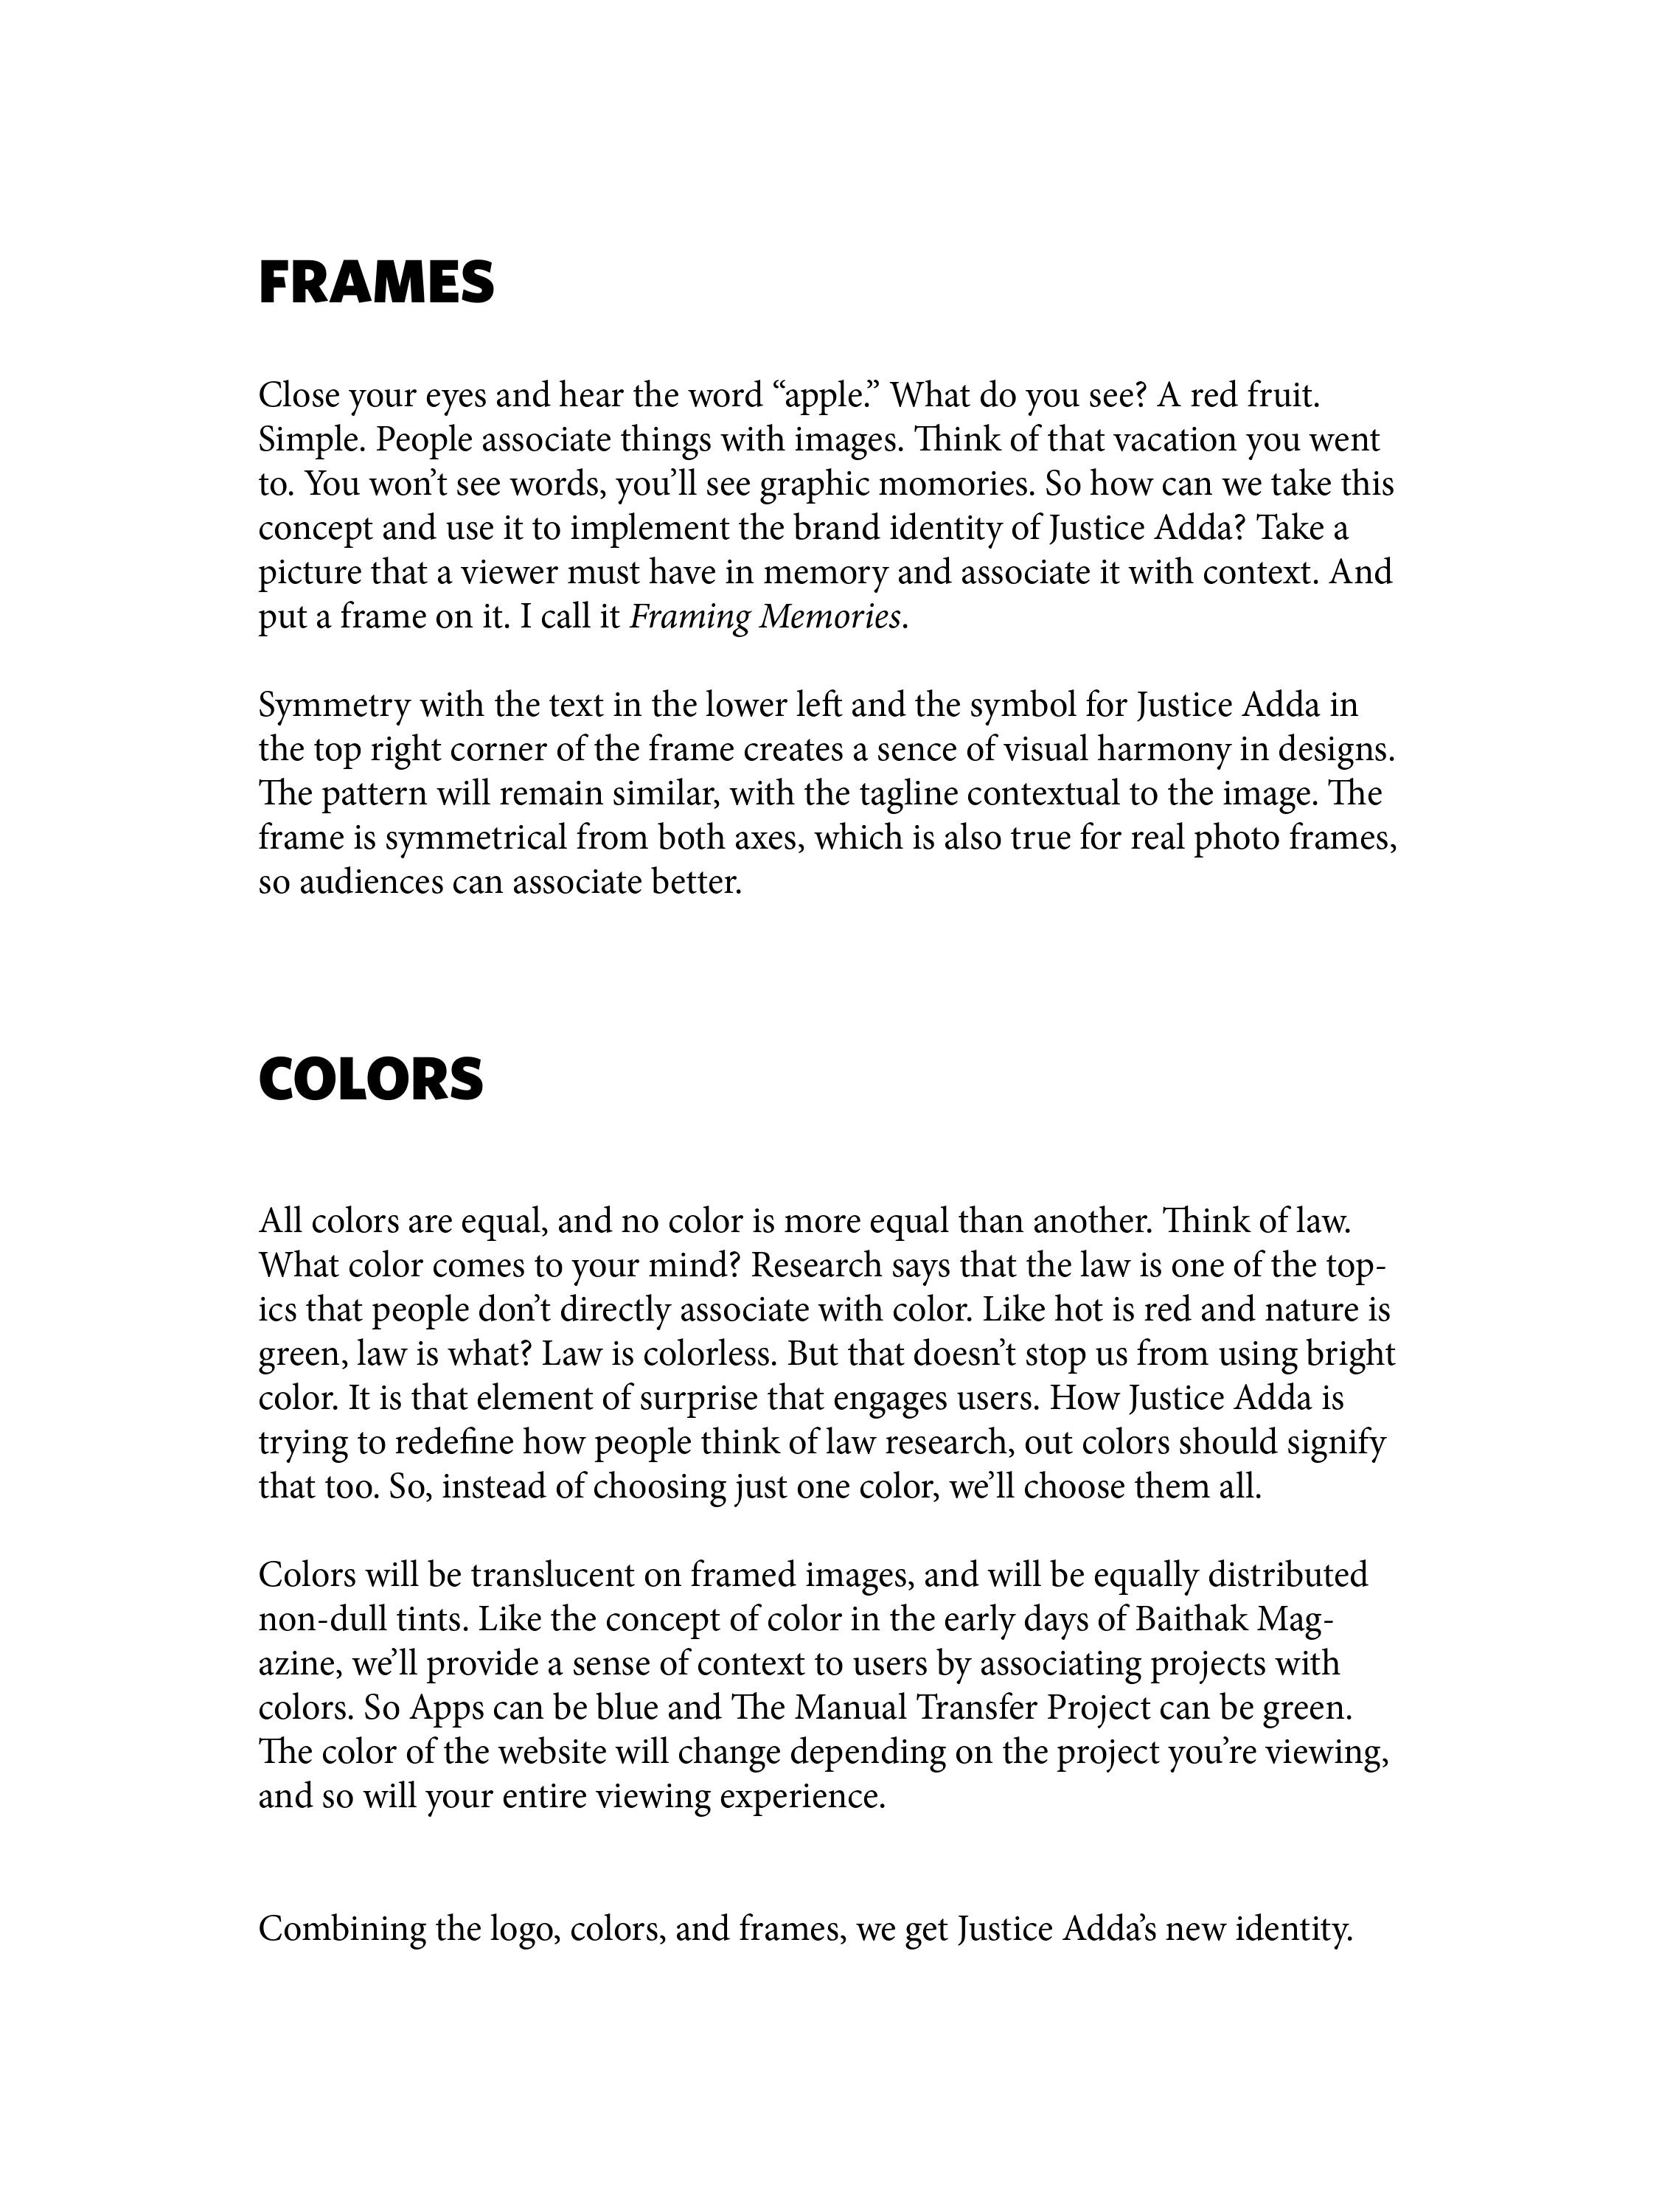 FRAMES
Close your eyes and hear the word “apple.” What do you see? A red fruit.
Simple. People associate things with images. Think of that vacation you went
to. You won’t see words, you’ll see graphic momories. So how can we take this
concept and use it to implement the brand identity of Justice Adda? Take a
picture that a viewer must have in memory and associate it with context. And
put a frame on it. I call it Framing Memories.
Symmetry with the text in the lower left and the symbol for Justice Adda in
the top right corner of the frame creates a sence of visual harmony in designs.
The pattern will remain similar, with the tagline contextual to the image. The
frame is symmetrical from both axes, which is also true for real photo frames,
so audiences can associate better.
COLORS
All colors are equal, and no color is more equal than another. Think of law.
What color comes to your mind? Research says that the law is one of the top-
ics that people don’t directly associate with color. Like hot is red and nature is
green, law is what? Law is colorless. But that doesn’t stop us from using bright
color. It is that element of surprise that engages users. How Justice Adda is
trying to redefine how people think of law research, out colors should signify
that too. So, instead of choosing just one color, we’ll choose them all.
Colors will be translucent on framed images, and will be equally distributed
non-dull tints. Like the concept of color in the early days of Baithak Mag-
azine, we’ll provide a sense of context to users by associating projects with
colors. So Apps can be blue and The Manual Transfer Project can be green.
The color of the website will change depending on the project you’re viewing,
and so will your entire viewing experience.
Combining the logo, colors, and frames, we get Justice Adda’s new identity.